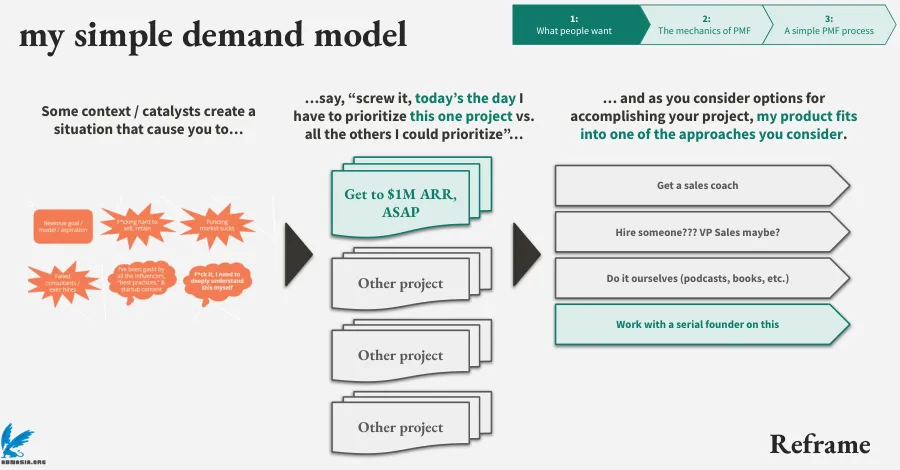 my simple demand model
1:
What people want
2:
The mechanics of PMF
3:
A simple PMF process
Some context / catalysts create a
situation that cause you to...
...say, “screw it, today's the day I
have to prioritize this one project vs.
all the others I could prioritize”...
... and as you consider options for
accomplishing your project, my product fits
into one of the approaches you consider.
Revenue goal /
model / aspiration
F*cking hard to
sell, retain
Funding
market sucks
Failed
consultants /
over hires
I've been gaslit by
all the influencers,
"best practices," &
startup content
F*ck it, I need to
deeply understand
this myself
Get to $1M ARR,
ASAP
Other project
Other project
Other project
Get a sales coach
Hire someone??? VP Sales maybe?
Do it ourselves (podcasts, books, etc.)
Work with a serial founder on this
Reframe
ABMASIA.ORG